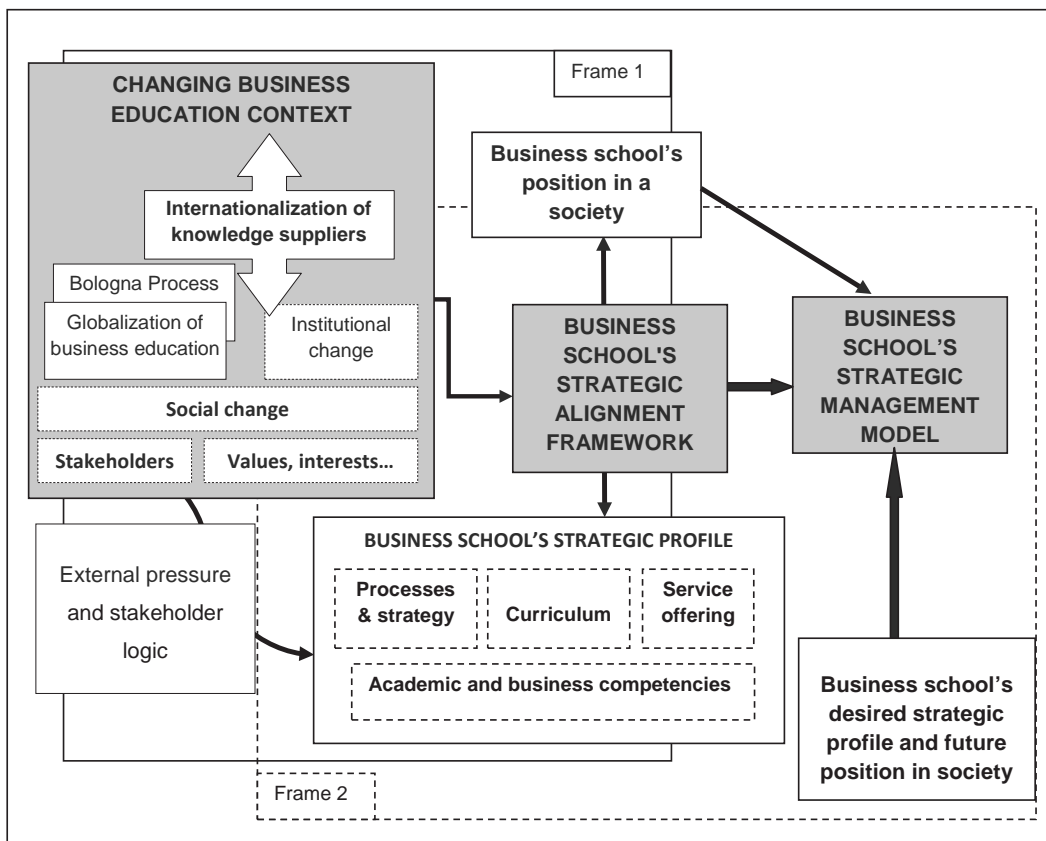 Frame 1
CHANGING BUSINESS
EDUCATION CONTEXT
Internationalization of
knowledge suppliers
Bologna Process
Globalization of
business education
Institutional
change
Social change
Stakeholders
Values, interests…
Business school’s
position in a
society
BUSINESS
SCHOOL'S
STRATEGIC
ALIGNMENT
FRAMEWORK
BUSINESS
SCHOOL’S
STRATEGIC
MANAGEMENT
MODEL
External pressure
and stakeholder
logic
BUSINESS SCHOOL’S STRATEGIC PROFILE
Processes
& strategy
Curriculum
Service
offering
Academic and business competencies
Business school’s
desired strategic
profile and future
position in society
Frame 2